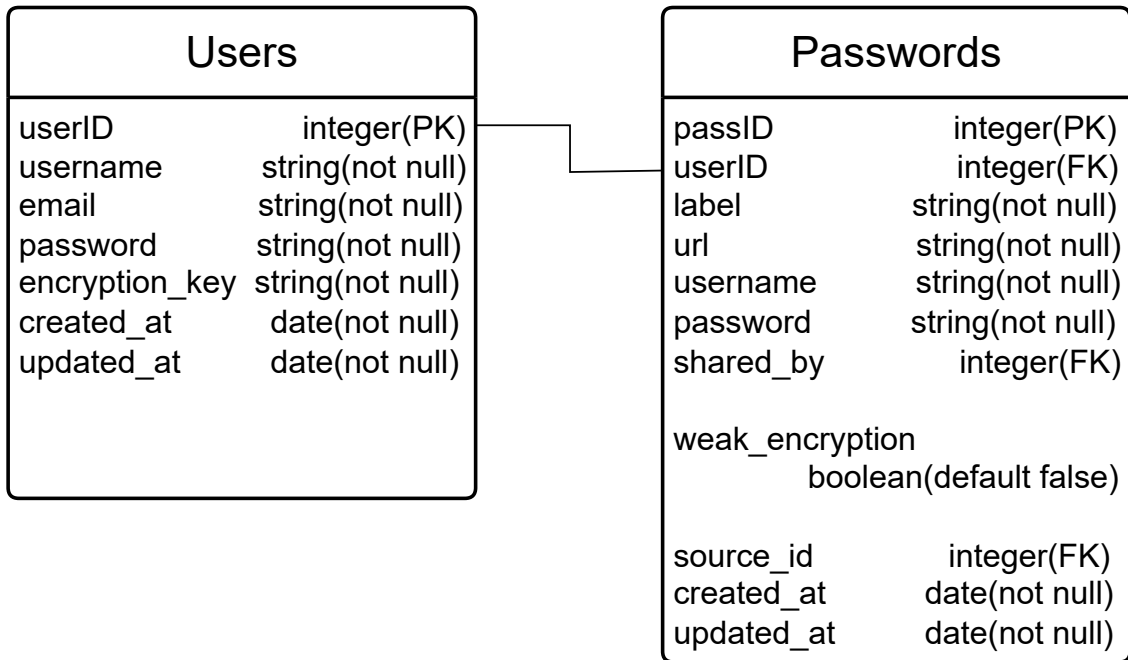 Users
userID integer(PK)
username string(not null)
email string(not null)
password string(not null)
encryption_key string(not null)
created_at date(not null)
updated_at date(not null)
Passwords
passID integer(PK)
userID integer(FK)
label string(not null)
url string(not null)
username string(not null)
password string(not null)
shared_by integer(FK)
weak_encryption
boolean(default false)
source_id integer(FK)
created_at date(not null)
updated_at date(not null)